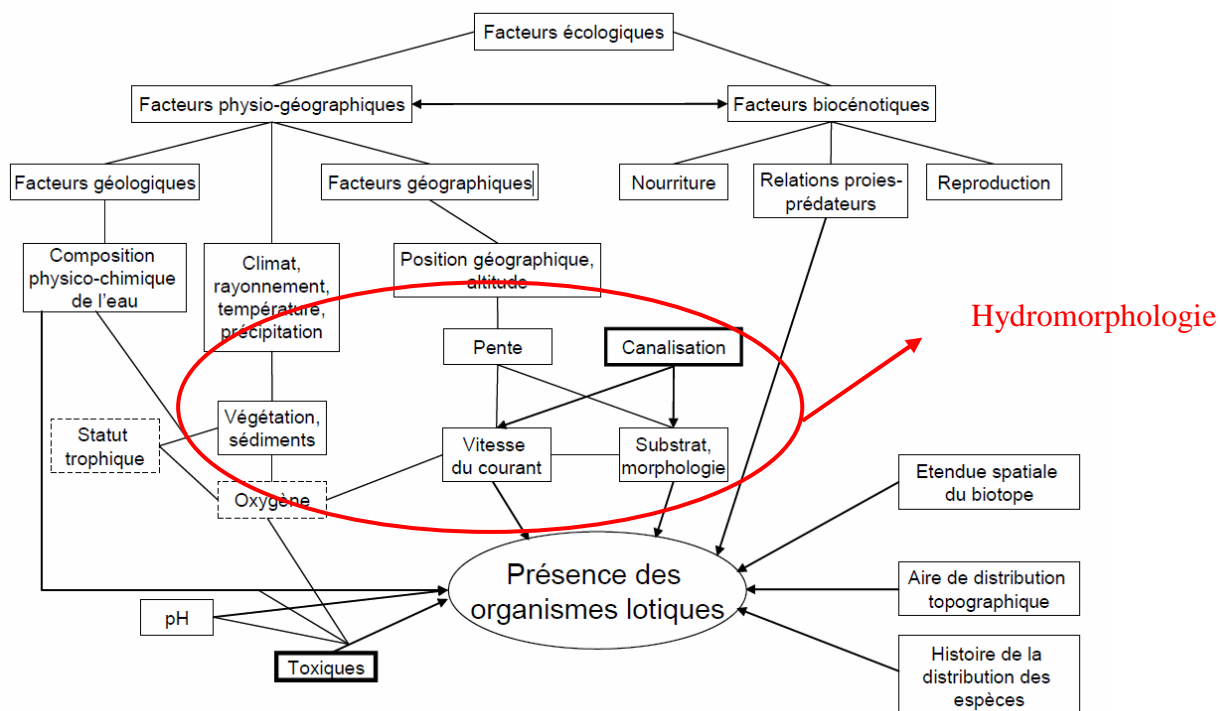 Facteurs écologiques
Facteurs physio-géographiques
Facteurs biocénotiques
Facteurs géologiques
Facteurs géographiques
Nourriture
Relations proies-
prédateurs
Reproduction
Composition
physico-chimique
de l'eau
Climat,
rayonnement,
température,
précipitation
Position géographique,
altitude
Hydromorphologie
Pente
Canalisation
Végétation,
sédiments
Statut
trophique
Vitesse
du courant
Substrat,
morphologie
Oxygène
Etendue spatiale
du biotope
Présence des
organismes lotiques
Aire de distribution
topographique
pH
Toxiques
Histoire de la
distribution des
espèces